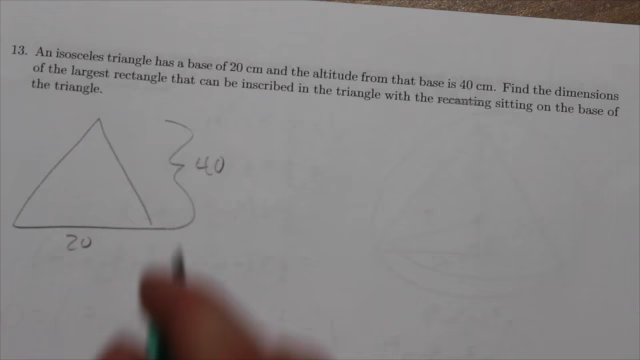 13. An isosceles triangle has a base of 20 cm and the altitude from that base is 40 cm. Find the dimensions
of the largest rectangle that can be inscribed in the triangle with the recanting sitting on the base of
the triangle.
40
20